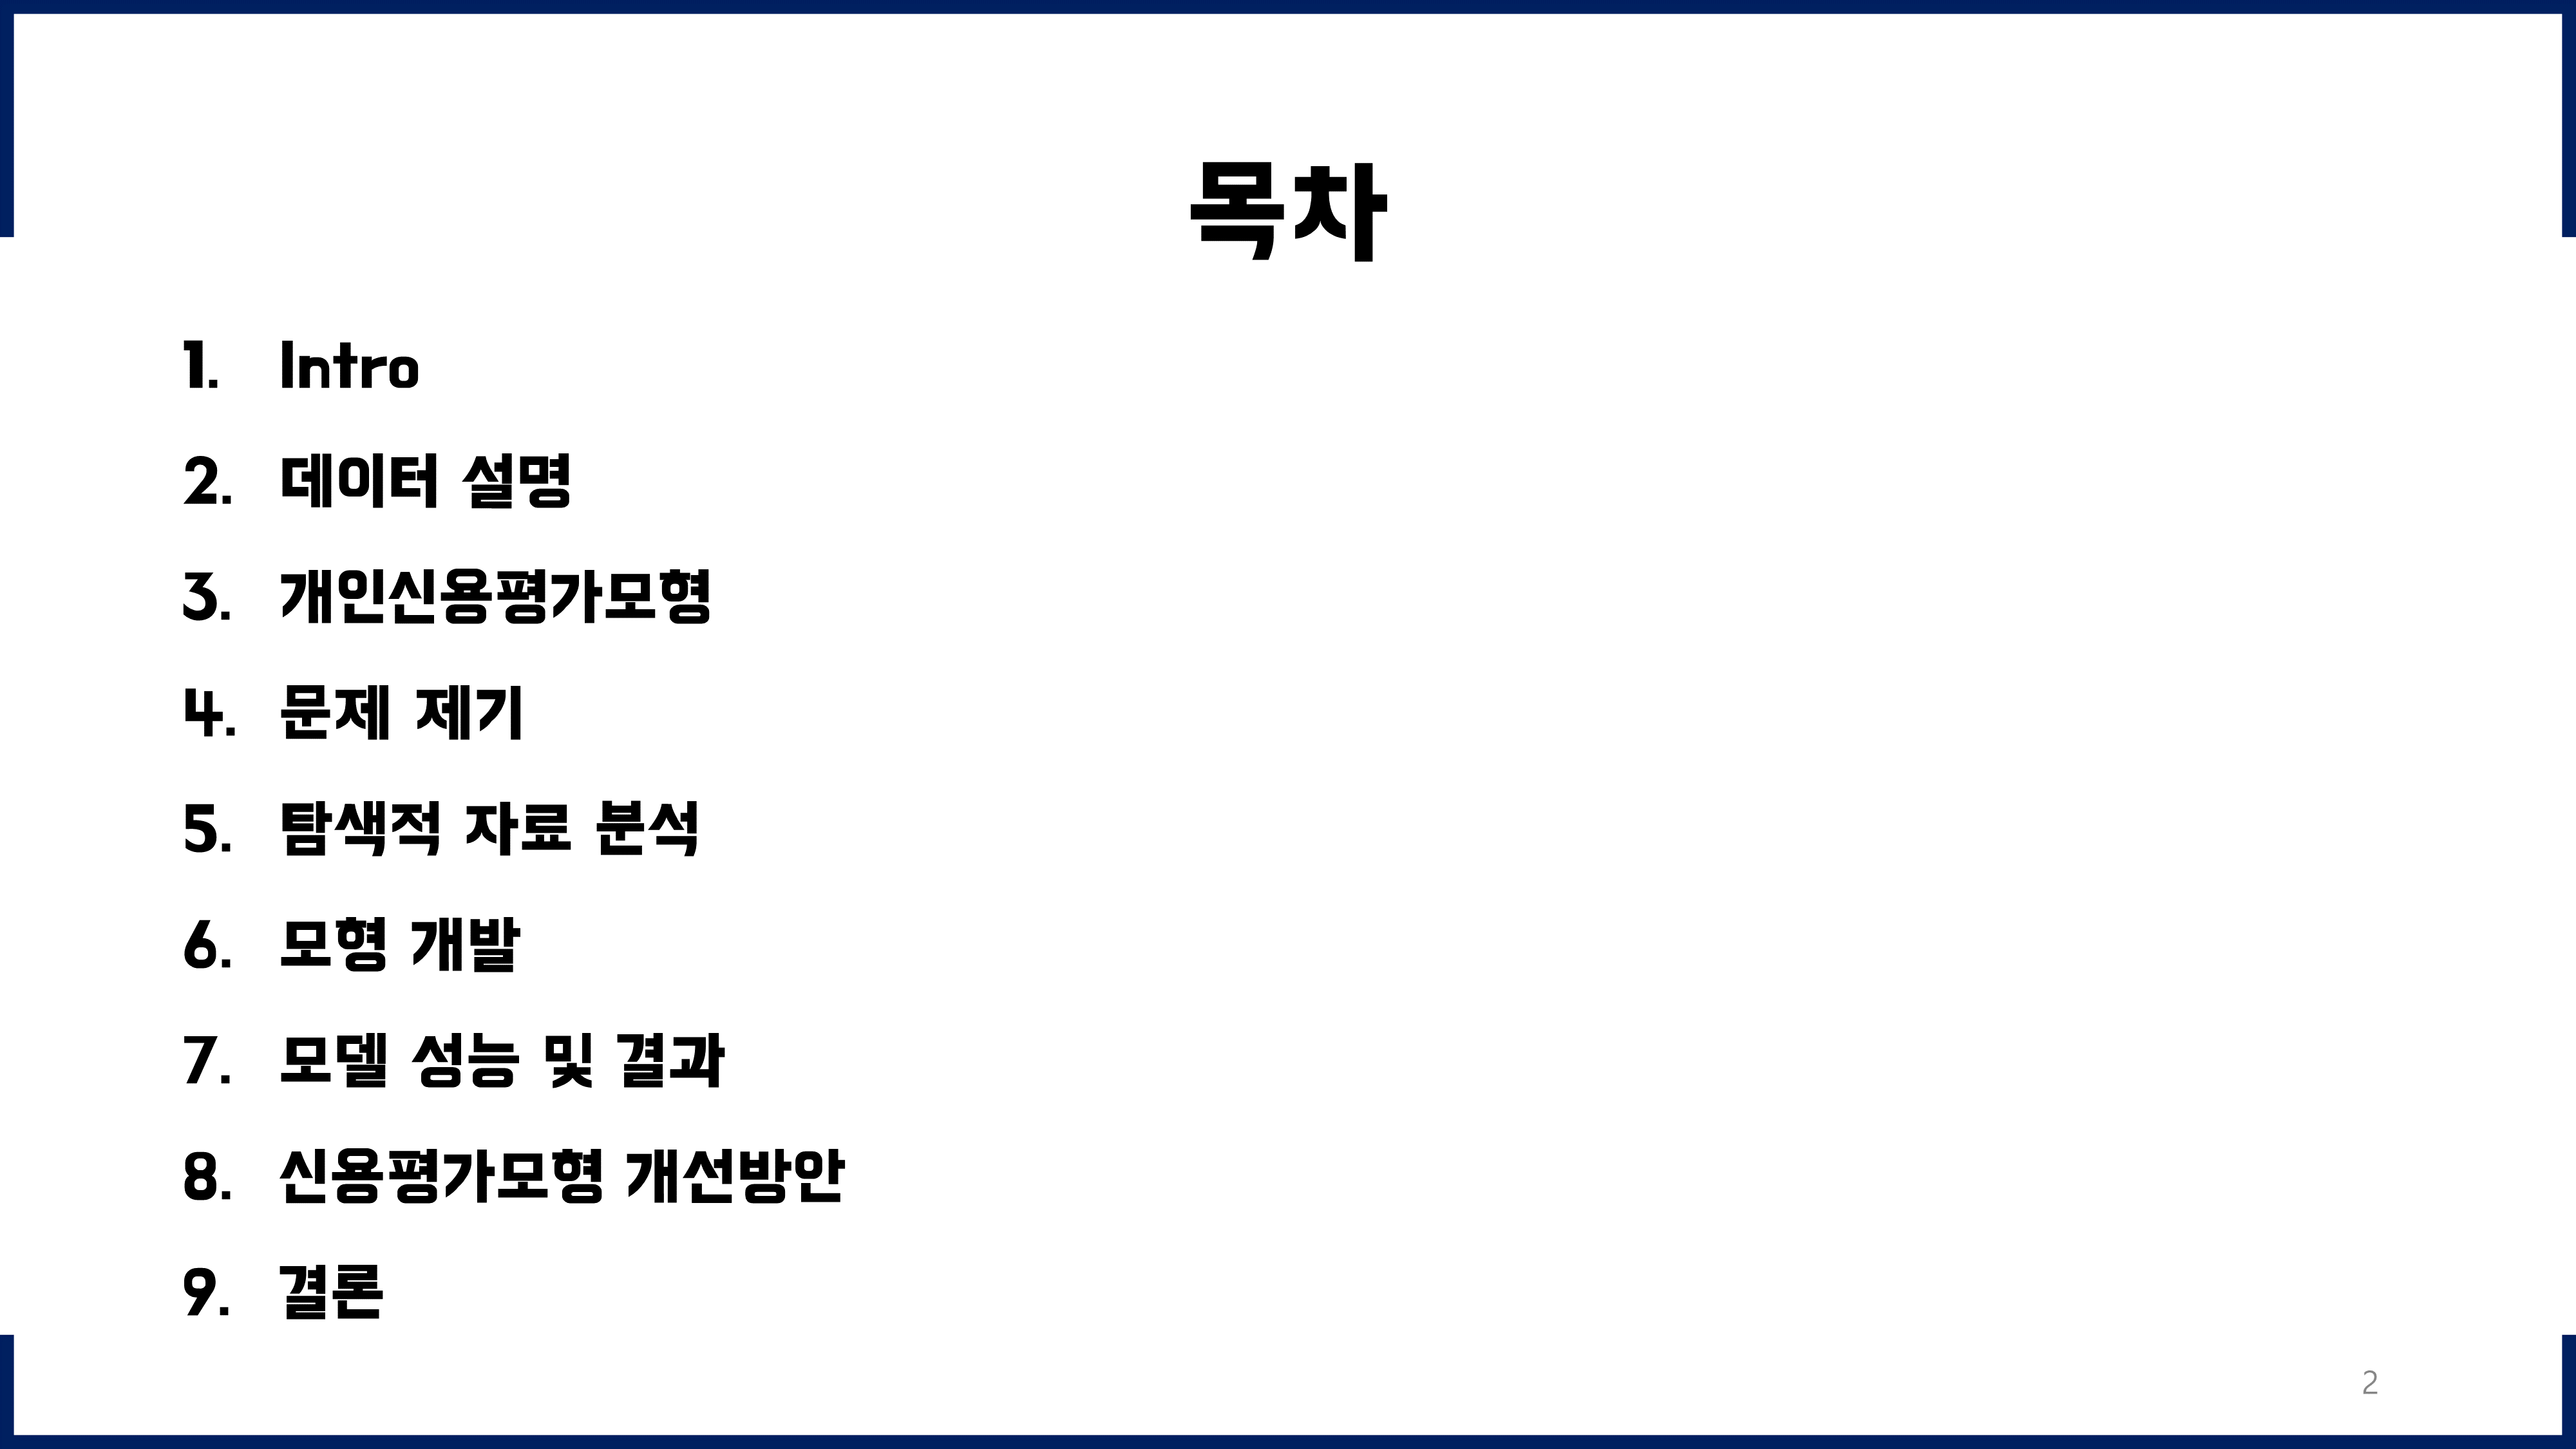 목차
1. Intro
2. 데이터 설명
3. 개인신용평가모형
4. 문제 제기
5. 탐색적 자료 분석
6. 모형 개발
7. 모델 성능 및 결과
8. 신용평가모형 개선방안
9. 결론
2